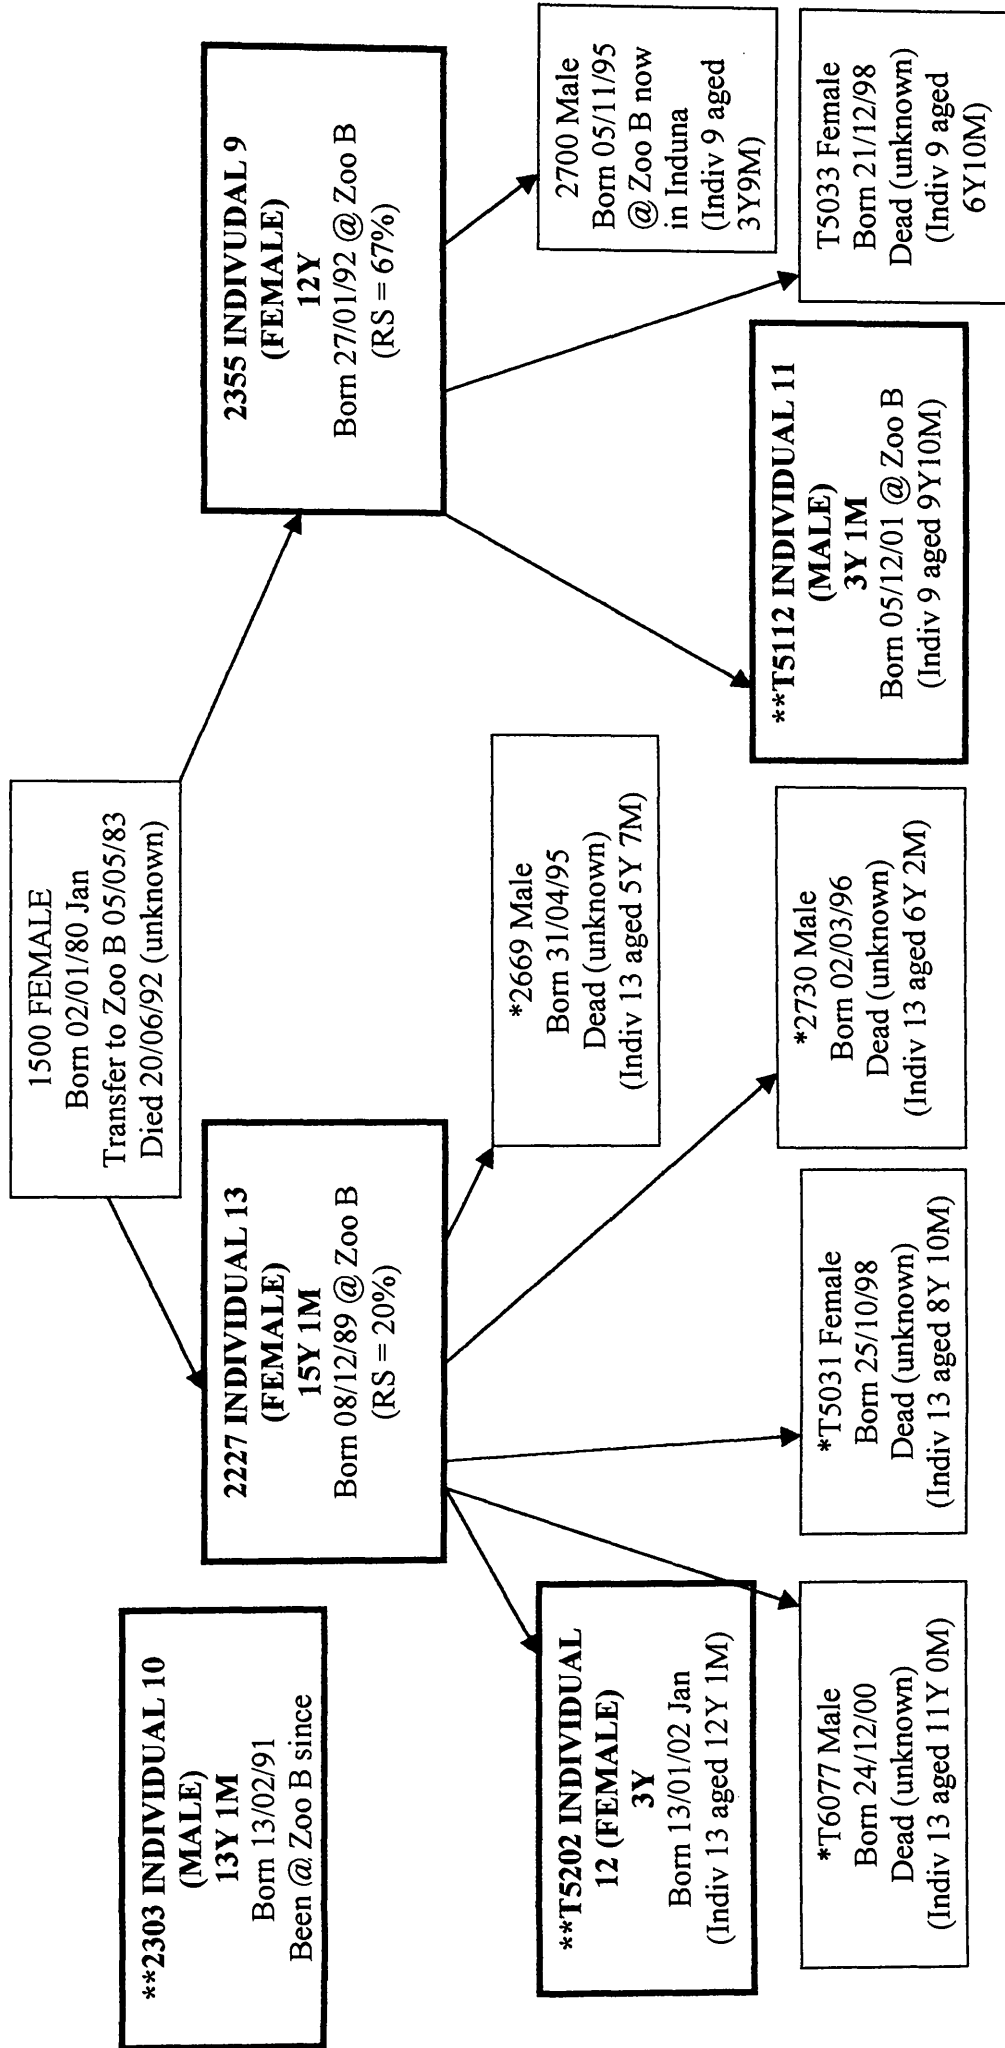 1500 FEMALE
Born 02/01/80 Jan
Transfer to Zoo B 05/05/83
Died 20/06/92 (unknown)
**2303 INDIVIDUAL 10
(MALE)
13Y 1M
Born 13/02/91
Been @ Zoo B since
2227 INDIVIDUAL 13
(FEMALE)
15Y 1M
Born 08/12/89 @ Zoo B
(RS = 20%)
2355 INDIVUDAL 9
(FEMALE)
12Y
Born 27/01/92 @ Zoo B
(RS = 67%)
**T5202 INDIVIDUAL
12 (FEMALE)
3Y
Born 13/01/02 Jan
(Indiv 13 aged 12Y 1M)
*2669 Male
Born 31/04/95
Dead (unknown)
(Indiv 13 aged 5Y 7M)
2700 Male
Born 05/11/95
@ Zoo B now
in Induna
(Indiv 9 aged
3Y9M)
*T6077 Male
Born 24/12/00
Dead (unknown)
(Indiv 13 aged 11Y 0M)
*T5031 Female
Born 25/10/98
Dead (unknown)
(Indiv 13 aged 8Y 10M)
*2730 Male
Born 02/03/96
Dead (unknown)
(Indiv 13 aged 6Y 2M)
**T5112 INDIVIDUAL 11
(MALE)
3Y 1M
Born 05/12/01 @ Zoo B
(Indiv 9 aged 9Y10M)
T5033 Female
Born 21/12/98
Dead (unknown)
(Indiv 9 aged
6Y10M)